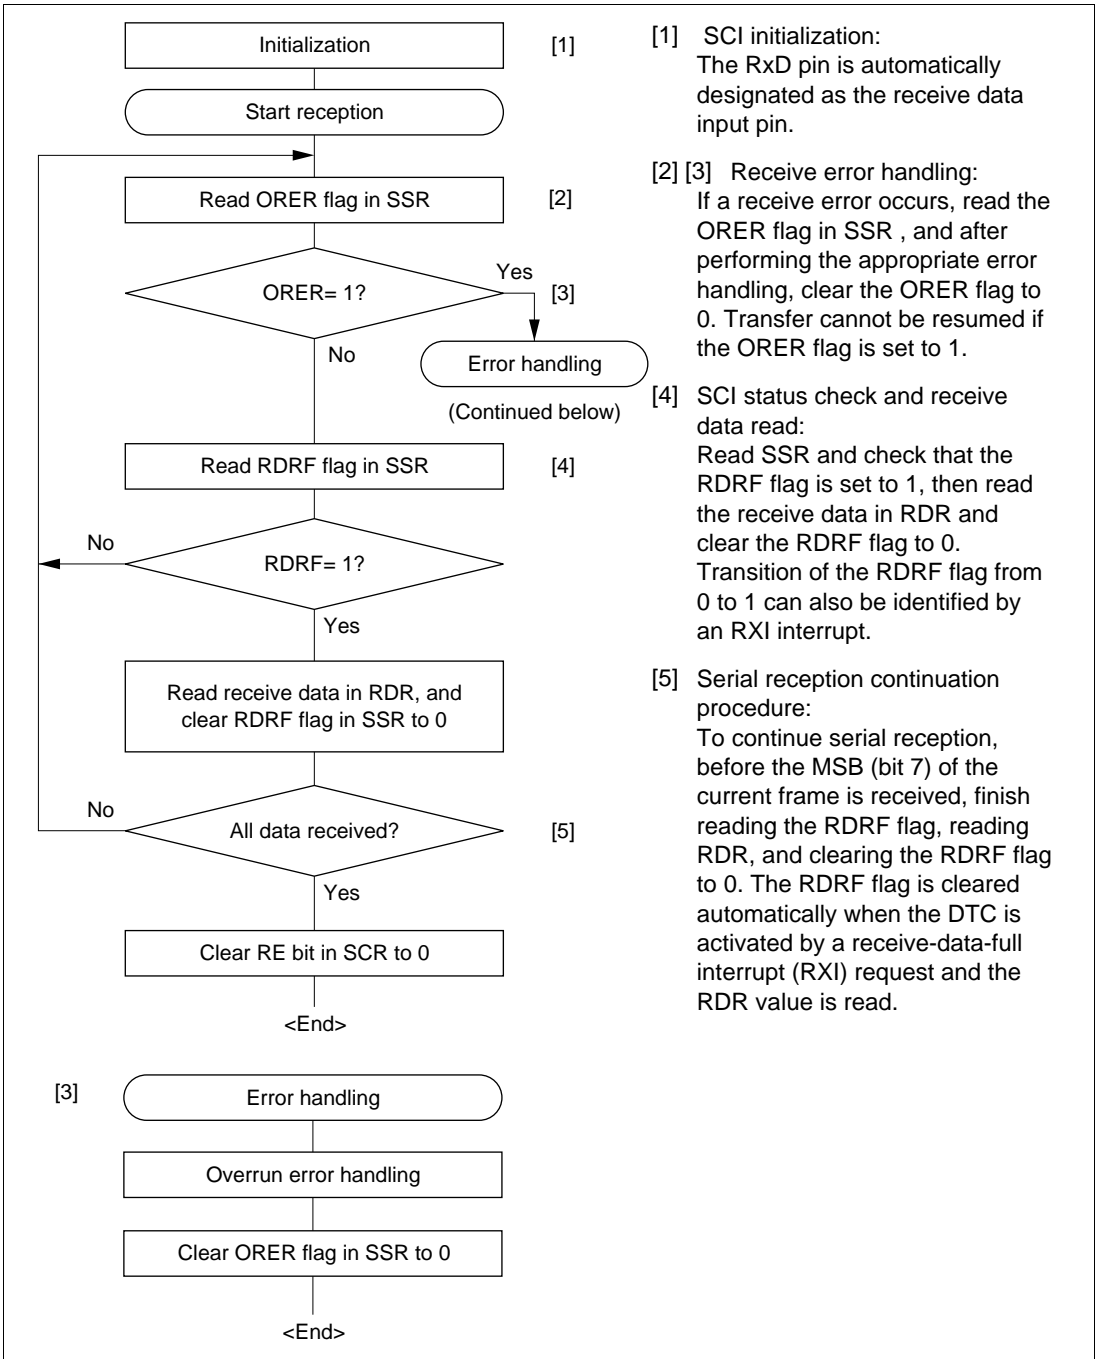 Initialization
[1]
Start reception
Read ORER flag in SSR
[2]
ORER= 1?
Yes
[3]
No
Error handling
(Continued below)
Read RDRF flag in SSR
[4]
No
RDRF= 1?
Yes
Read receive data in RDR, and
clear RDRF flag in SSR to 0
No
All data received?
[5]
Yes
Clear RE bit in SCR to 0
<End>
[3]
Error handling
Overrun error handling
Clear ORER flag in SSR to 0
<End>
[1] SCI initialization:
The RxD pin is automatically
designated as the receive data
input pin.
[2] [3] Receive error handling:
If a receive error occurs, read the
ORER flag in SSR , and after
performing the appropriate error
handling, clear the ORER flag to
0. Transfer cannot be resumed if
the ORER flag is set to 1.
[4] SCI status check and receive
data read:
Read SSR and check that the
RDRF flag is set to 1, then read
the receive data in RDR and
clear the RDRF flag to 0.
Transition of the RDRF flag from
0 to 1 can also be identified by
an RXI interrupt.
[5] Serial reception continuation
procedure:
To continue serial reception,
before the MSB (bit 7) of the
current frame is received, finish
reading the RDRF flag, reading
RDR, and clearing the RDRF flag
to 0. The RDRF flag is cleared
automatically when the DTC is
activated by a receive-data-full
interrupt (RXI) request and the
RDR value is read.